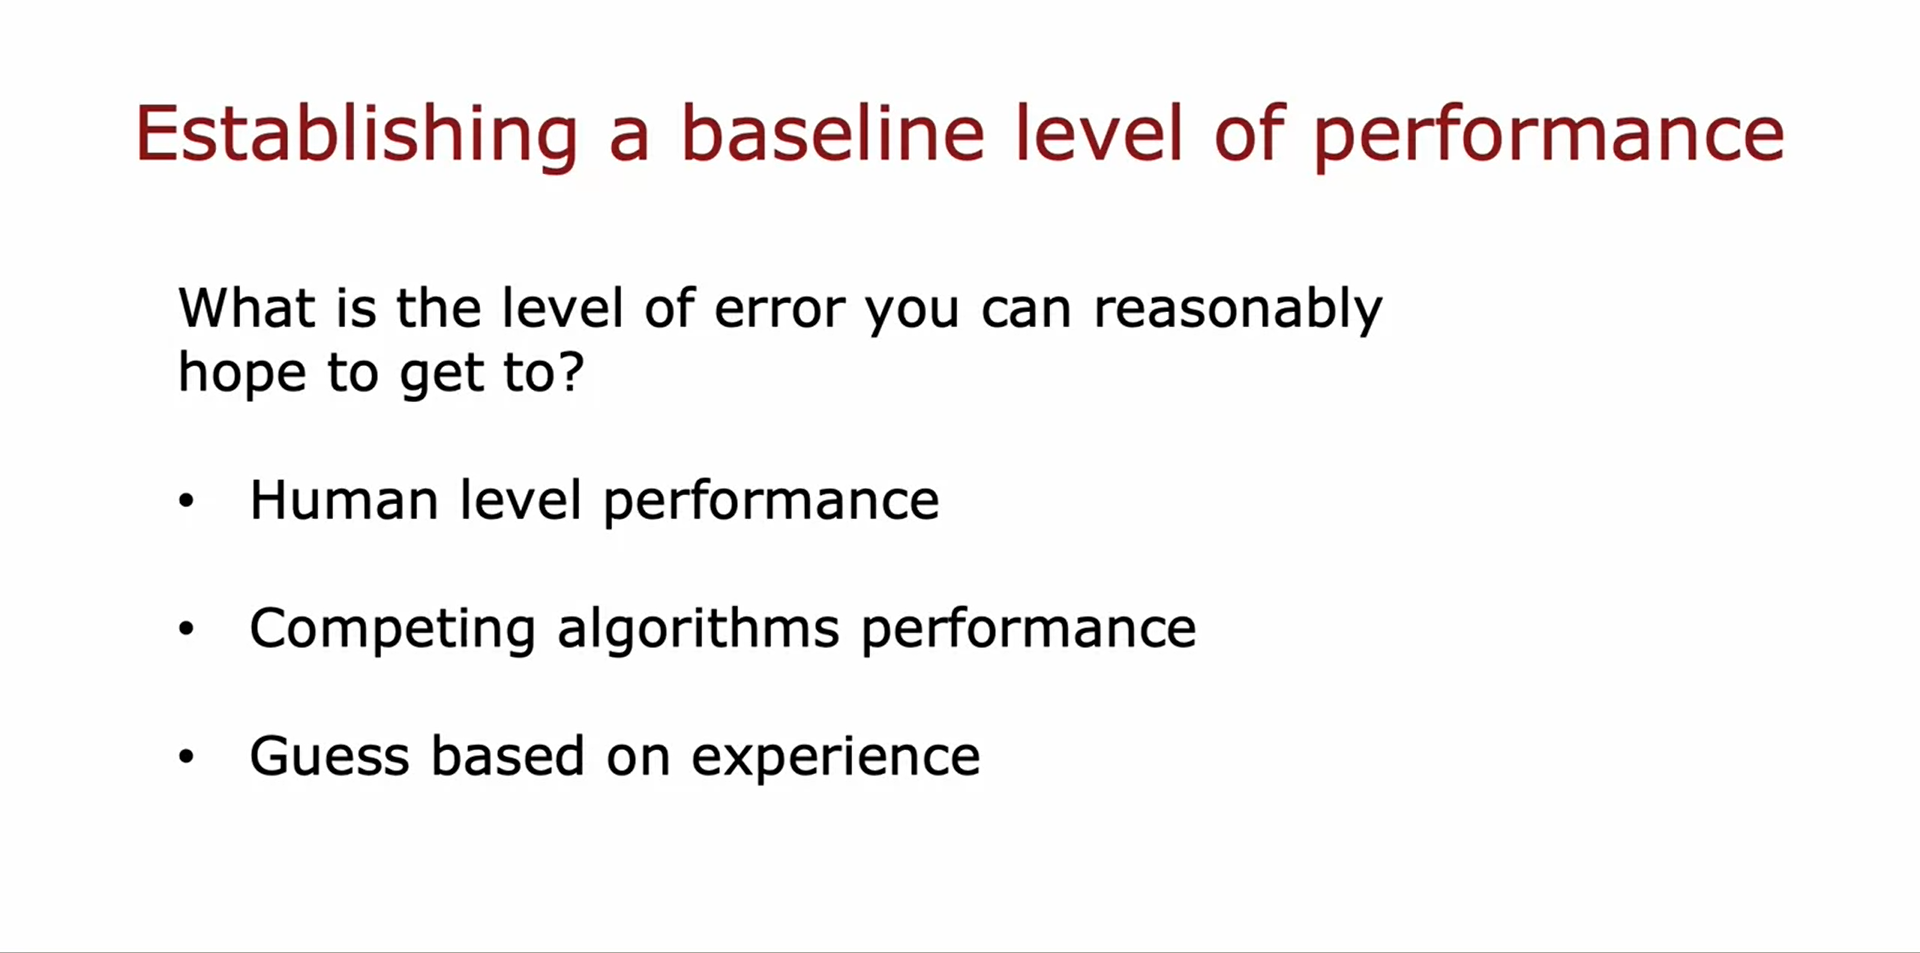 Establishing a baseline level of performance
What is the level of error you can reasonably
hope to get to?
• Human level performance
• Competing algorithms performance
• Guess based on experience